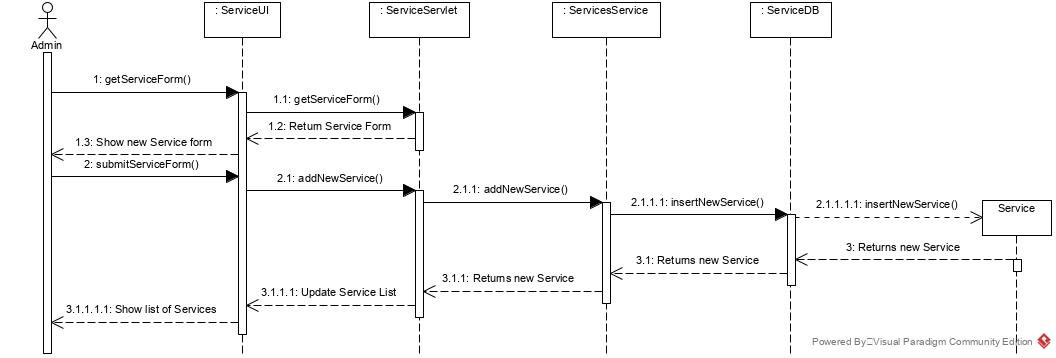 : ServiceUI
: ServiceServlet
: ServicesService
: ServiceDB
Admin
1: getServiceForm()
1.1: getServiceForm()
1.2: Return Service Form
1.3: Show new Service form
2: submitServiceForm()
2.1: addNewService()
2.1.1: addNewService()
2.1.1.1: insertNewService()
2.1.1.1.1: insertNewService()
Service
3: Returns new Service
3.1: Returns new Service
3.1.1: Returns new Service
3.1.1.1: Update Service List
3.1.1.1.1: Show list of Services
Powered By Visual Paradigm Community Edition